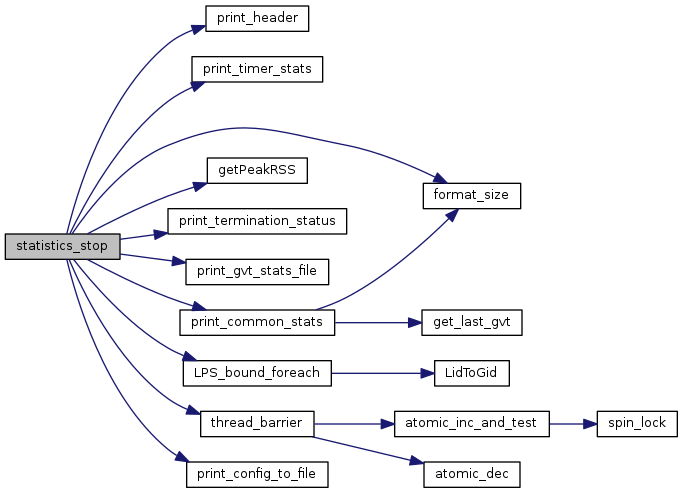 print_header
print_timer_stats
getPeakRSS
format_size
print_termination_status
statistics_stop
print_gvt_stats_file
print_common_stats
get_last_gvt
LPS_bound_foreach
LidToGid
thread_barrier
atomic_inc_and_test
spin_lock
print_config_to_file
atomic_dec